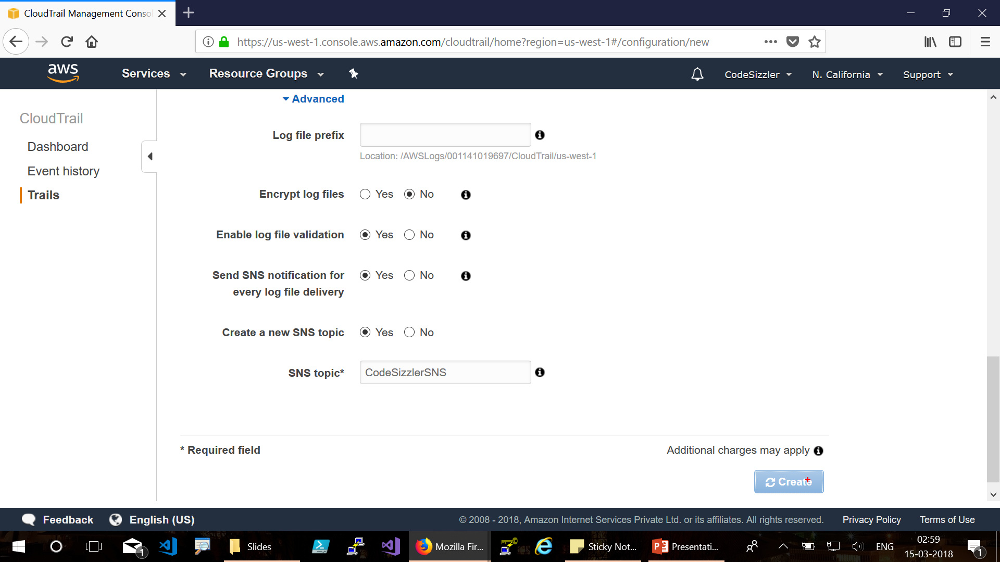 CloudTrail Management Consol
https://us-west-1.console.aws.amazon.com/cloudtrail/home?region=us-west-1#/configuration/new
aws
Services
Resource Groups
CodeSizzler
N. California
Support
CloudTrail
Dashboard
Event history
Trails
Advanced
Log file prefix
Location: /AWSLogs/001141019697/CloudTrail/us-west-1
Encrypt log files Yes No
Enable log file validation Yes No
Send SNS notification for every log file delivery Yes No
Create a new SNS topic Yes No
SNS topic* CodeSizzlerSNS
* Required field
Additional charges may apply
Create
Feedback
English (US)
© 2008 - 2018, Amazon Internet Services Private Ltd. or its affiliates. All rights reserved.
Privacy Policy
Terms of Use
1
Slides
Mozilla Fir...
Sticky Not...
Presentati...
ENG
02:59
15-03-2018
1